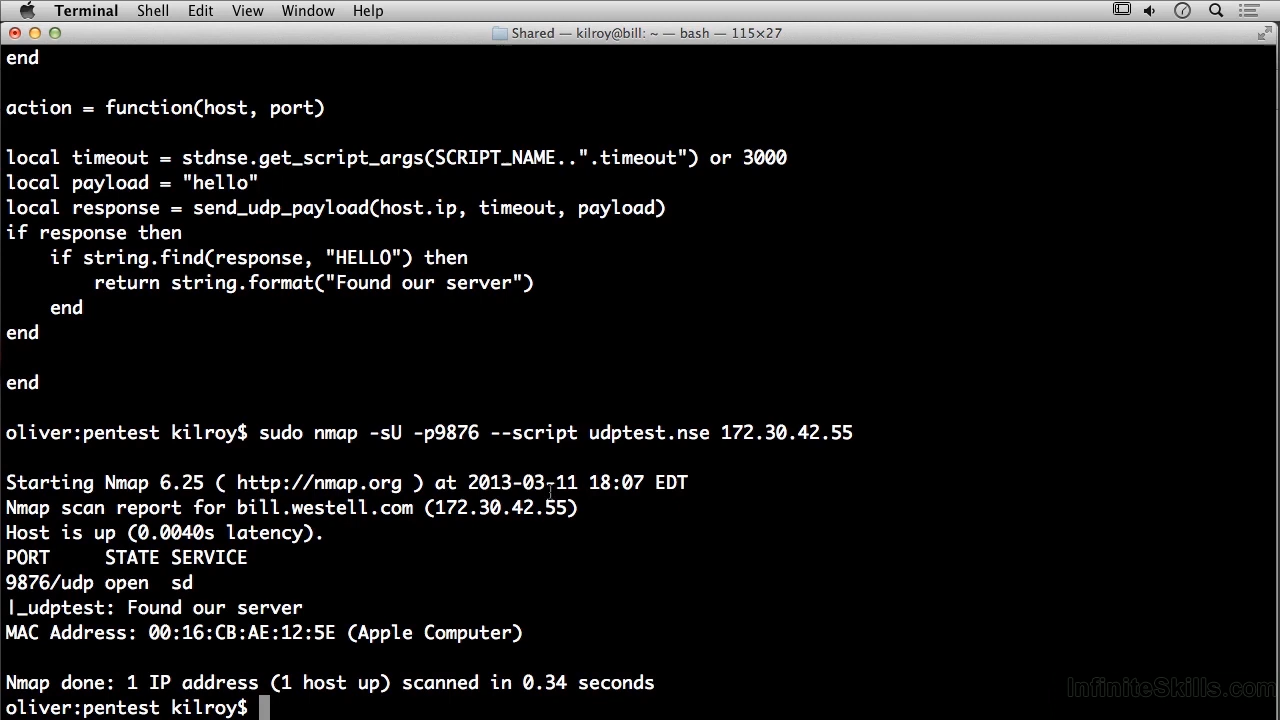 Terminal Shell Edit View Window Help
Shared — kilroy@bill: ~ — bash — 115×27
end
action = function(host, port)
local timeout = stdnse.get_script_args(SCRIPT_NAME..".timeout") or 3000
local payload = "hello"
local response = send_udp_payload(host.ip, timeout, payload)
if response then
    if string.find(response, "HELLO") then
        return string.format("Found our server")
    end
end
end
oliver:pentest kilroy$ sudo nmap -sU -p9876 --script udptest.nse 172.30.42.55
Starting Nmap 6.25 ( http://nmap.org ) at 2013-03-11 18:07 EDT
Nmap scan report for bill.westell.com (172.30.42.55)
Host is up (0.0040s latency).
PORT     STATE SERVICE
9876/udp open  sd
|_udptest: Found our server
MAC Address: 00:16:CB:AE:12:5E (Apple Computer)
Nmap done: 1 IP address (1 host up) scanned in 0.34 seconds
oliver:pentest kilroy$
InfiniteSkills.com